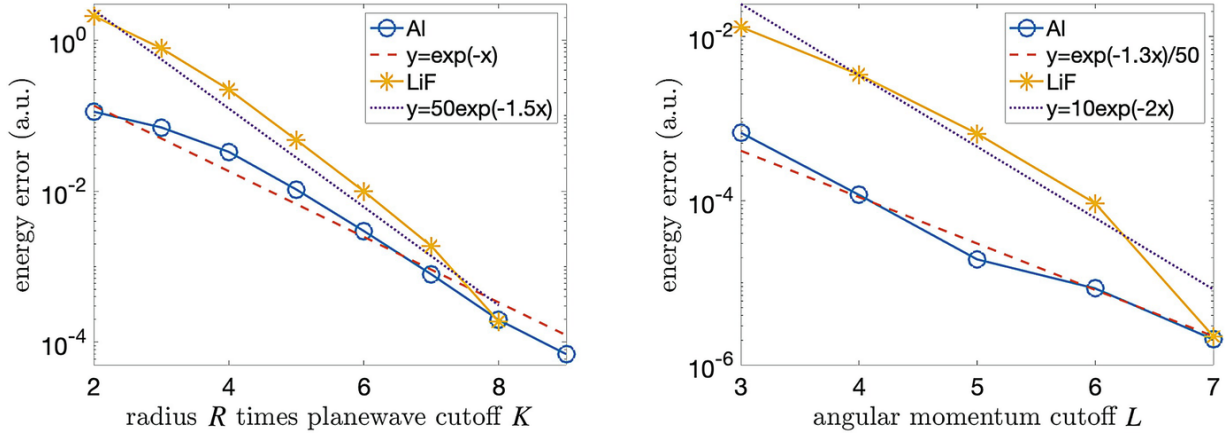 Al
y=exp(-x)
LiF
y=50exp(-1.5x)
energy error (a.u.)
10^0
10^-2
10^-4
2 4 6 8
radius R times planewave cutoff K
Al
y=exp(-1.3x)/50
LiF
y=10exp(-2x)
energy error (a.u.)
10^-2
10^-4
10^-6
3 4 5 6 7
angular momentum cutoff L